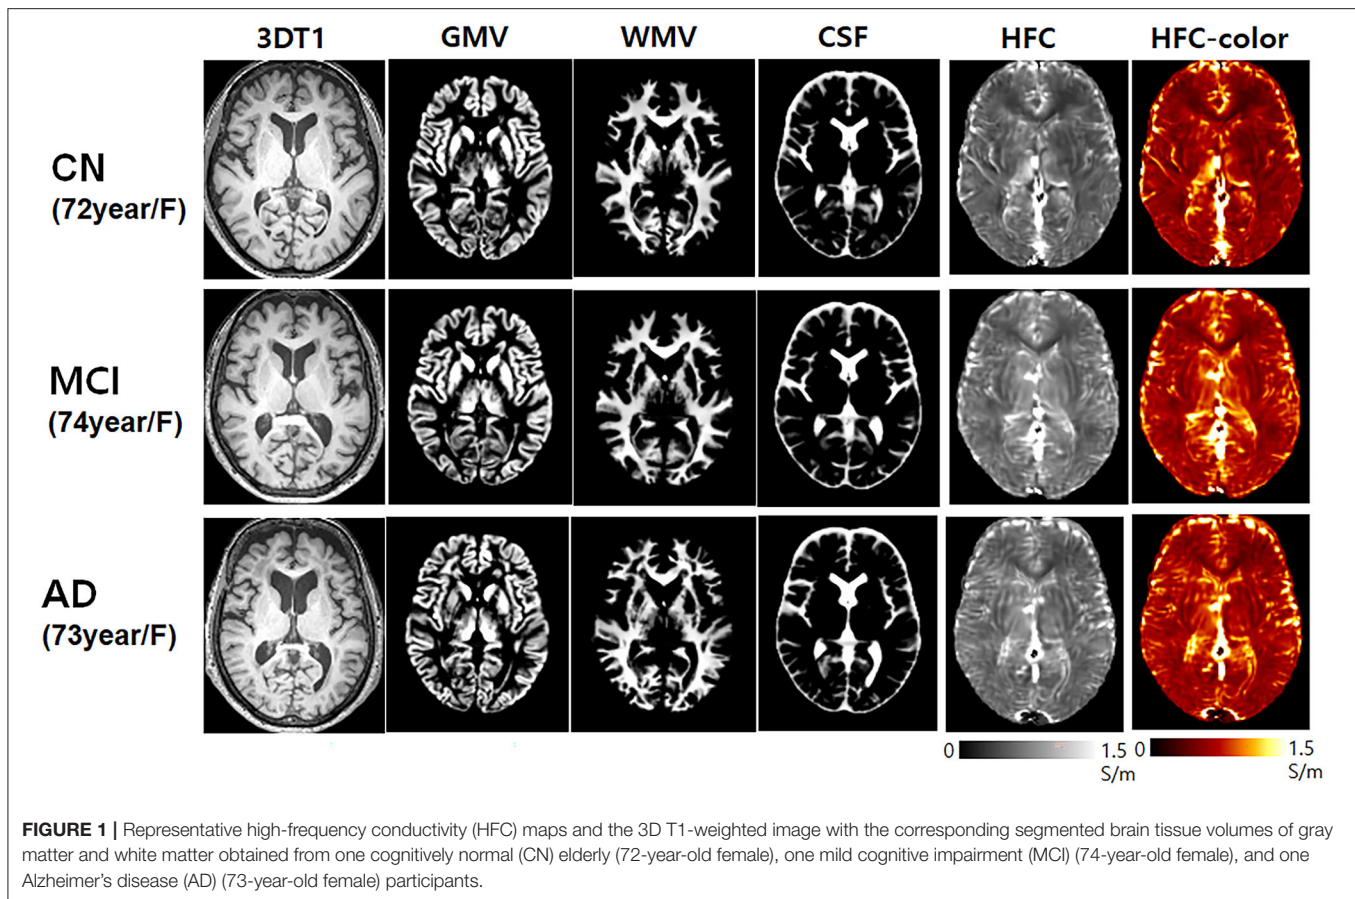 3DT1 GMV WMV CSF HFC HFC-color
CN
(72year/F)
MCI
(74year/F)
AD
(73year/F)
0 1.5 0 1.5
S/m S/m
FIGURE 1 | Representative high-frequency conductivity (HFC) maps and the 3D T1-weighted image with the corresponding segmented brain tissue volumes of gray
matter and white matter obtained from one cognitively normal (CN) elderly (72-year-old female), one mild cognitive impairment (MCI) (74-year-old female), and one
Alzheimer's disease (AD) (73-year-old female) participants.